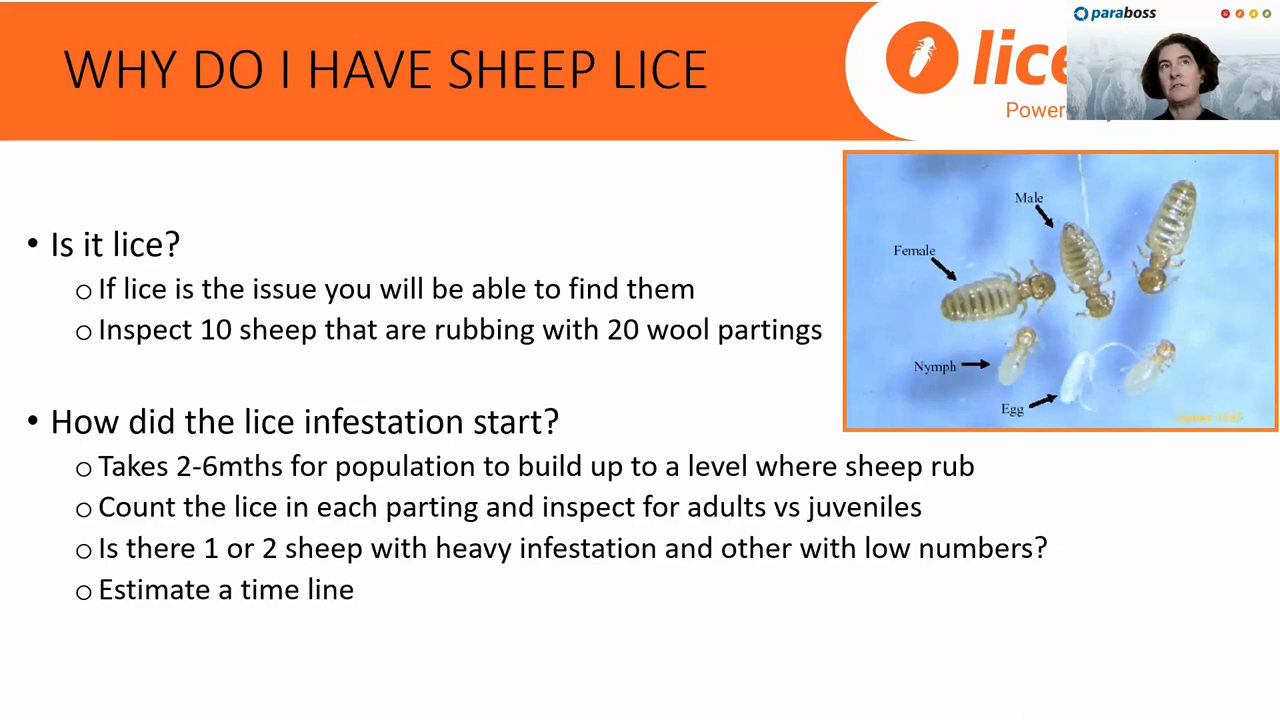 WHY DO I HAVE SHEEP LICE
lice
Power
paraboss
• Is it lice?
o If lice is the issue you will be able to find them
o Inspect 10 sheep that are rubbing with 20 wool partings
• How did the lice infestation start?
o Takes 2-6mths for population to build up to a level where sheep rub
o Count the lice in each parting and inspect for adults vs juveniles
o Is there 1 or 2 sheep with heavy infestation and other with low numbers?
o Estimate a time line
Male
Female
Nymph
Egg